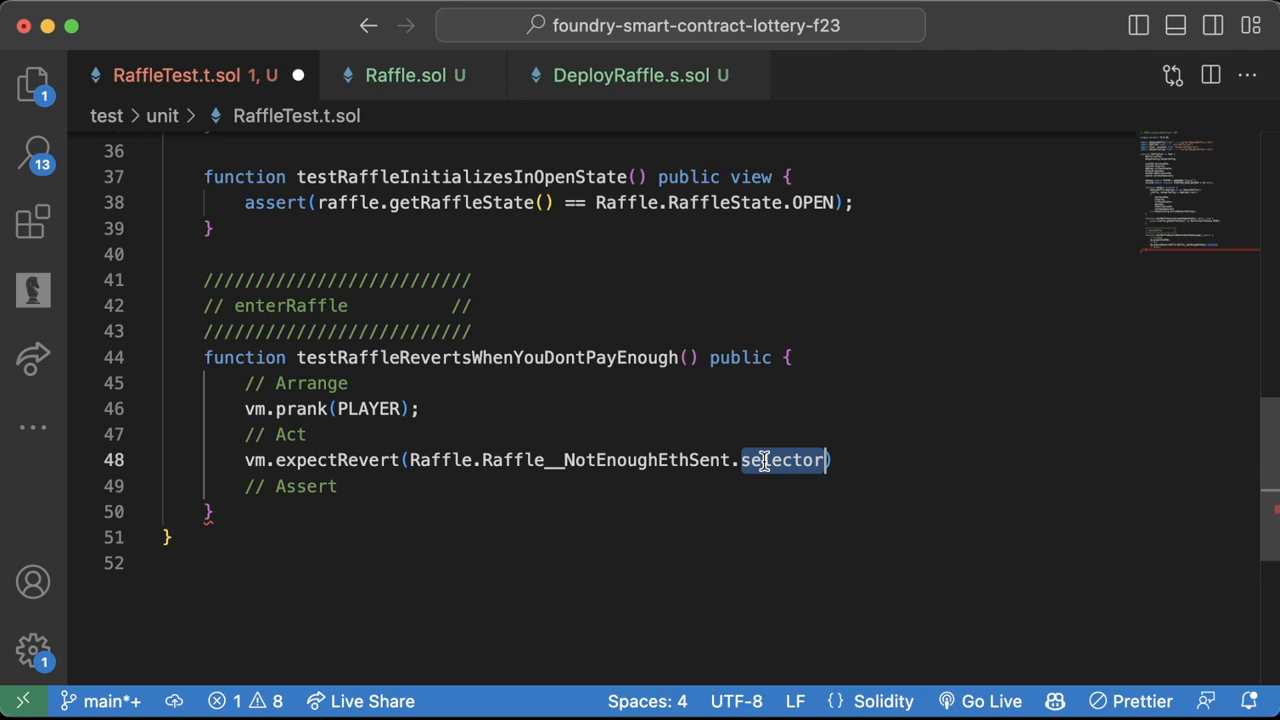 foundry-smart-contract-lottery-f23
RaffleTest.t.sol 1, U
Raffle.sol U
DeployRaffle.s.sol U
test > unit > RaffleTest.t.sol
1
13
36
37 function testRaffleInitializesInOpenState() public view {
38 assert(raffle.getRaffleState() == Raffle.RaffleState.OPEN);
39 }
40
41 //////////////////////////
42 // enterRaffle //
43 //////////////////////////
44 function testRaffleRevertsWhenYouDontPayEnough() public {
45 // Arrange
46 vm.prank(PLAYER);
47 // Act
48 vm.expectRevert(Raffle.Raffle__NotEnoughEthSent.selector)
49 // Assert
50 }
51 }
52
1
main*+ 1 8 Live Share Spaces: 4 UTF-8 LF {} Solidity Go Live Prettier